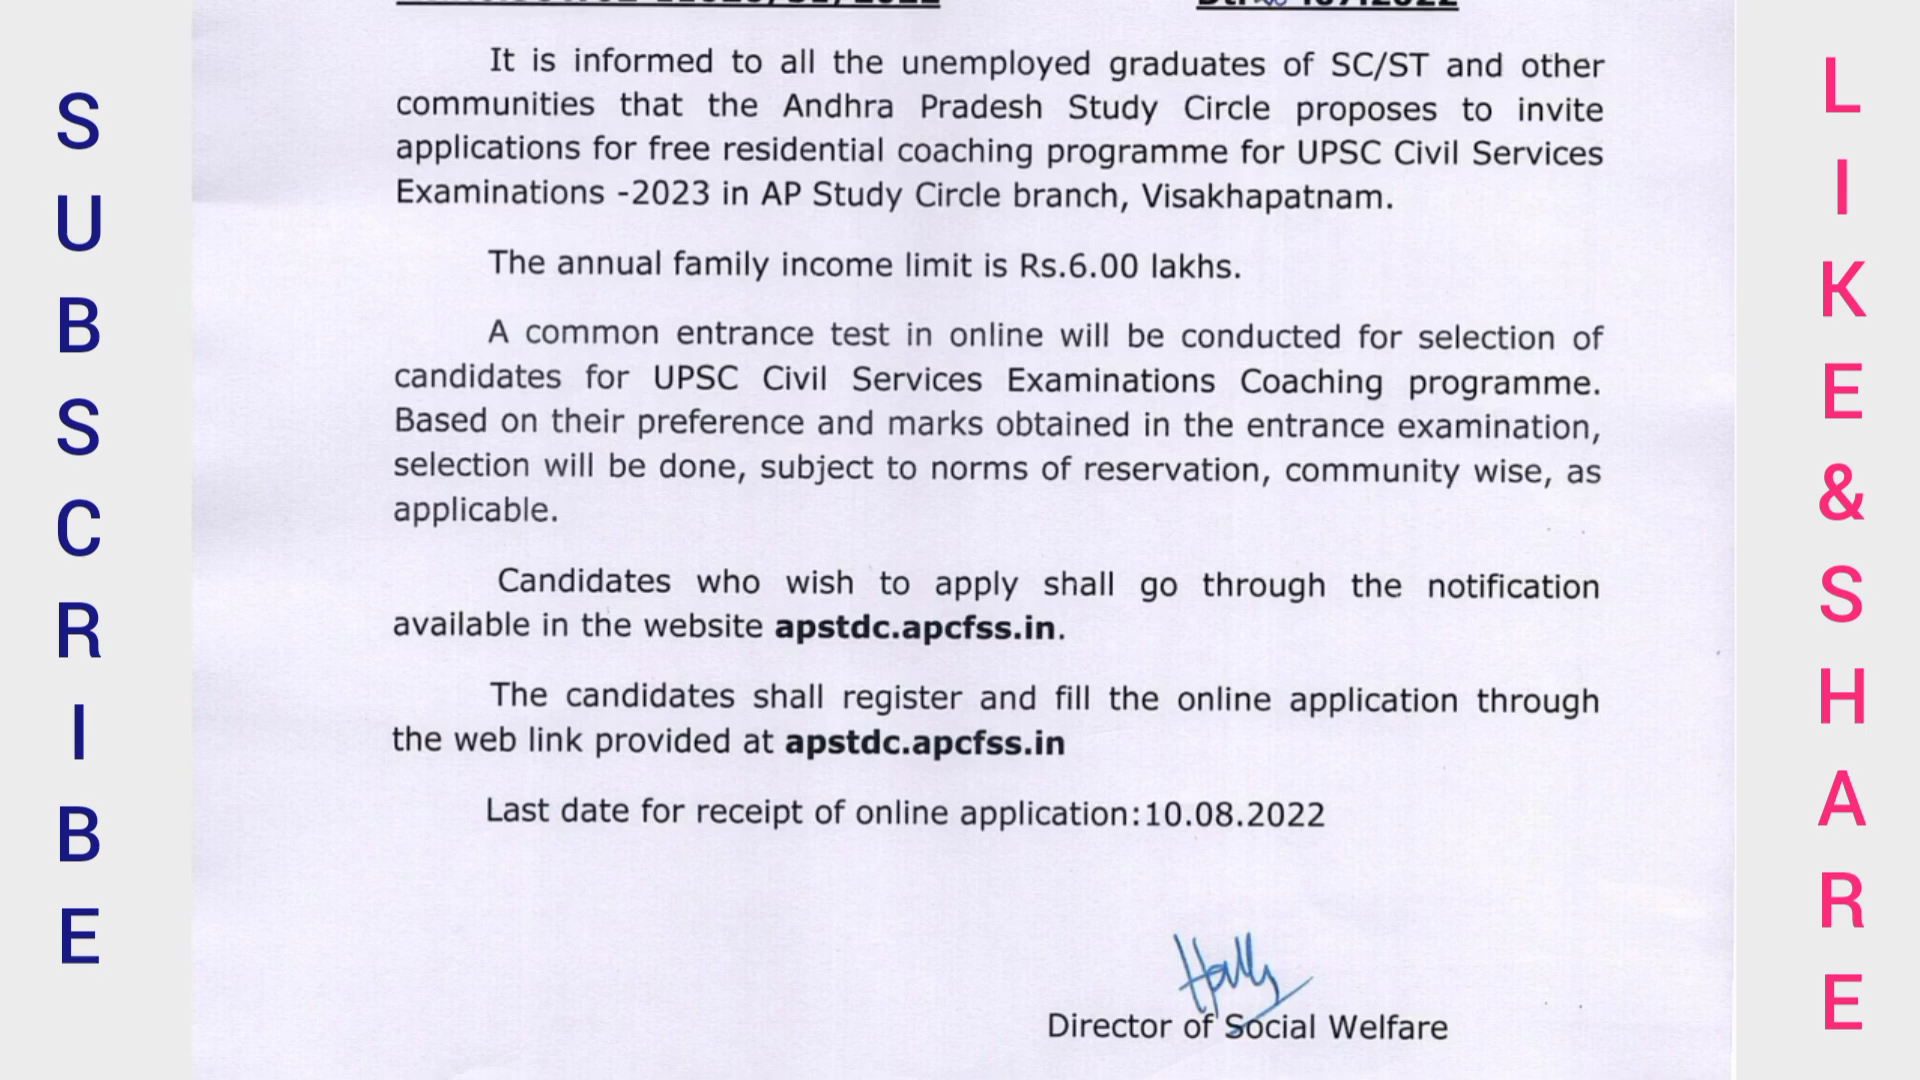 It is informed to all the unemployed graduates of SC/ST and other
communities that the Andhra Pradesh Study Circle proposes to invite
applications for free residential coaching programme for UPSC Civil Services
Examinations -2023 in AP Study Circle branch, Visakhapatnam.
The annual family income limit is Rs.6.00 lakhs.
A common entrance test in online will be conducted for selection of
candidates for UPSC Civil Services Examinations Coaching programme.
Based on their preference and marks obtained in the entrance examination,
selection will be done, subject to norms of reservation, community wise, as
applicable.
Candidates who wish to apply shall go through the notification
available in the website apstdc.apcfss.in.
The candidates shall register and fill the online application through
the web link provided at apstdc.apcfss.in
Last date for receipt of online application:10.08.2022
Director of Social Welfare
SUBSCRIBE
LIKE&SHARE